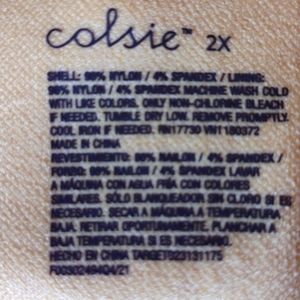 colsie™ 2X
SHELL: 96% NYLON / 4% SPANDEX / LINING:
96% NYLON / 4% SPANDEX MACHINE WASH COLD
WITH LIKE COLORS. ONLY NON-CHLORINE BLEACH
IF NEEDED. TUMBLE DRY LOW. REMOVE PROMPTLY.
COOL IRON IF NEEDED. RN17730 VN1180372
MADE IN CHINA
REVESTIMIENTO: 96% NAILON / 4% SPANDEX /
FORRO: 96% NAILON / 4% SPANDEX LAVAR
A MÁQUINA CON AGUA FRÍA CON COLORES
SIMILARES. SÓLO BLANQUEADOR SIN CLORO SI ES
NECESARIO. SECAR A MÁQUINA A TEMPERATURA
BAJA. RETIRAR OPORTUNAMENTE. PLANCHAR A
BAJA TEMPERATURA SI ES NECESARIO.
HECHO EN CHINA TARGET023131175
F0030249404/21